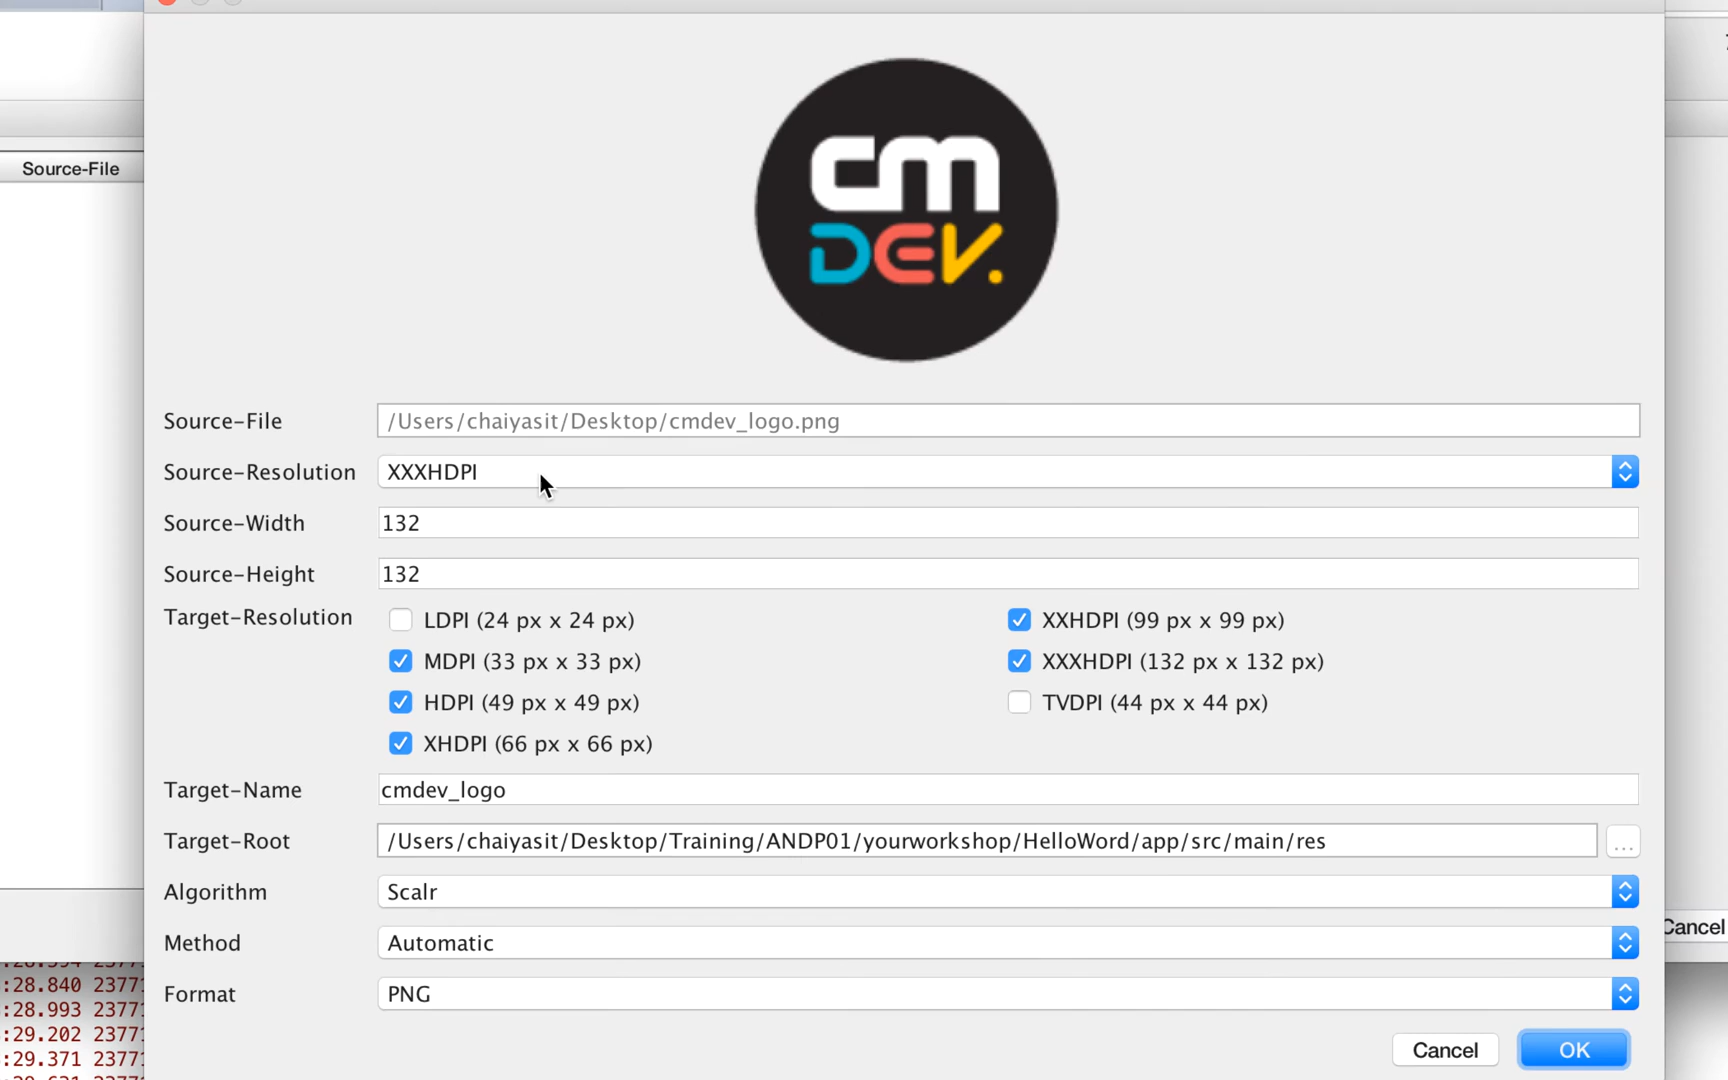 cm
DEV.
Source-File
Source-File /Users/chaiyasit/Desktop/cmdev_logo.png
Source-Resolution XXXHDPI
Source-Width 132
Source-Height 132
Target-Resolution LDPI (24 px x 24 px) XXHDPI (99 px x 99 px)
MDPI (33 px x 33 px) XXXHDPI (132 px x 132 px)
HDPI (49 px x 49 px) TVDPI (44 px x 44 px)
XHDPI (66 px x 66 px)
Target-Name cmdev_logo
Target-Root /Users/chaiyasit/Desktop/Training/ANDP01/yourworkshop/HelloWord/app/src/main/res ...
Algorithm Scalr
Cancel
Method Automatic
:28.840 2377
Format PNG
:28.993 2377
:29.202 2377
Cancel OK
:29.371 2377